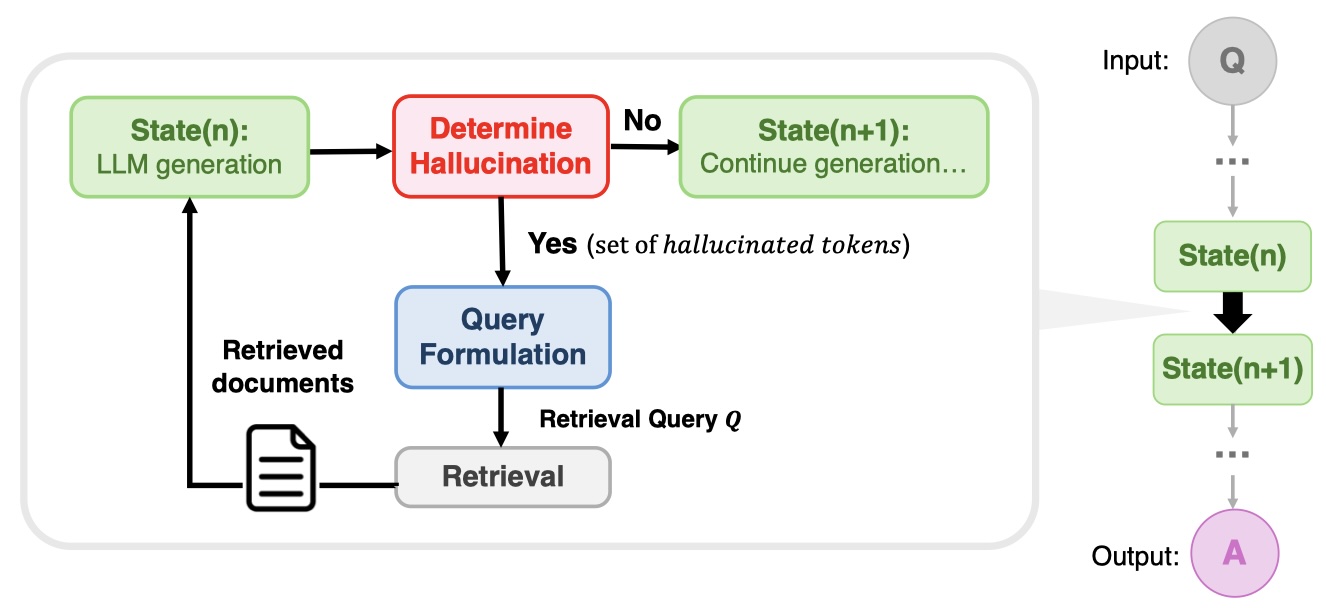 State(n):
LLM generation
Determine
Hallucination
No
State(n+1):
Continue generation…
Yes (set of hallucinated tokens)
Query
Formulation
Retrieval Query Q
Retrieval
Retrieved
documents
Input:
Q
...
State(n)
State(n+1)
...
Output:
A